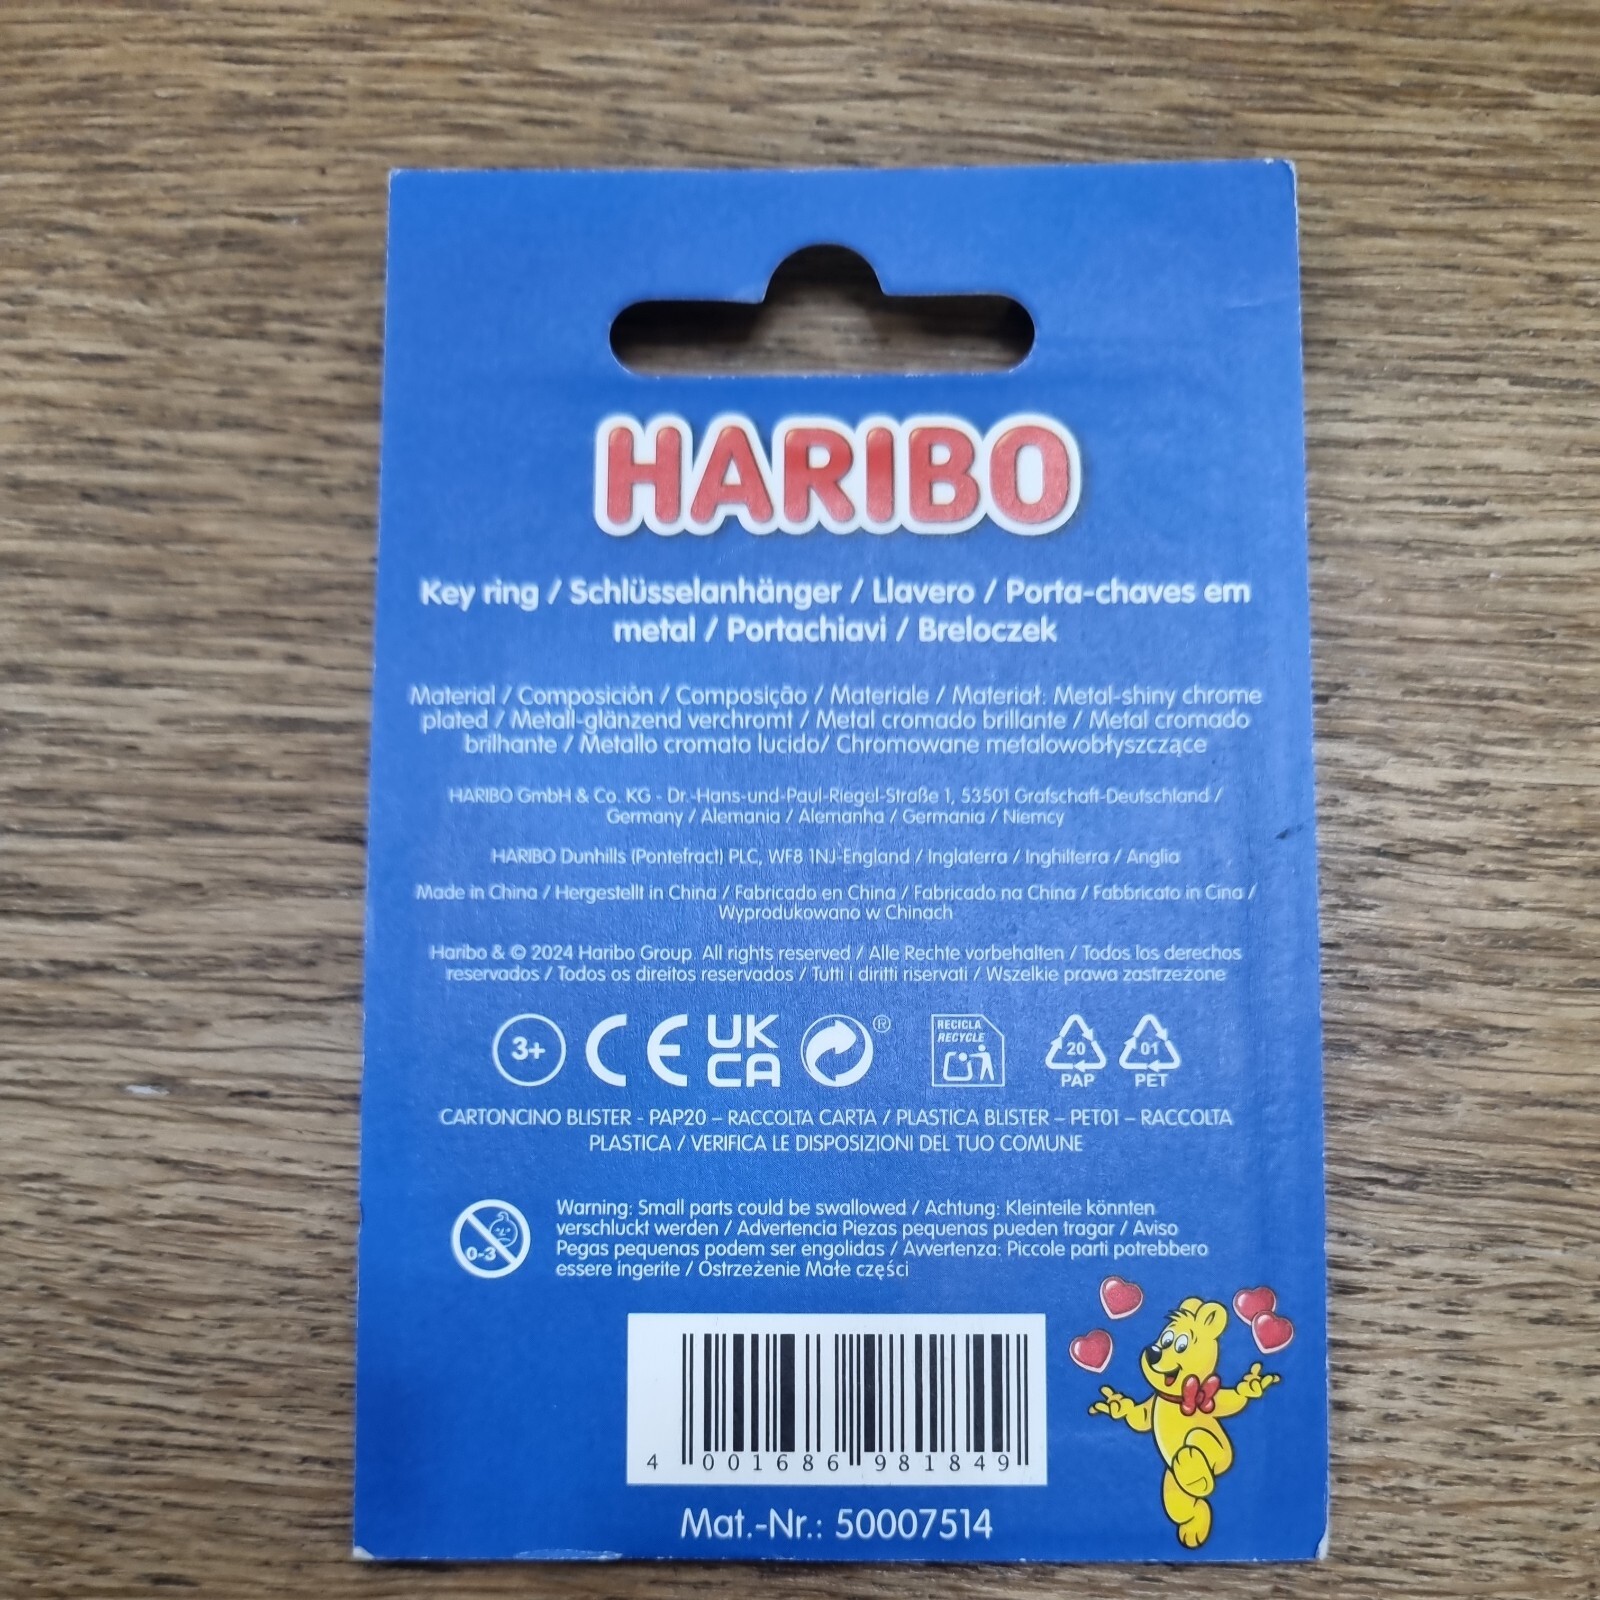 HARIBO
Key ring / Schlüsselanhänger / Llavero / Porta-chaves em
metal / Portachiavi / Breloczek
Material / Composición / Composição / Materiale / Materiał: Metal-shiny chrome
plated / Metall-glänzend verchromt / Metal cromado brillante / Metal cromado
brilhante / Metallo cromato lucido/ Chromowane metalowobłyszczące
HARIBO GmbH & Co. KG - Dr.-Hans-und-Paul-Riegel-Straße 1, 53501 Grafschaft-Deutschland /
Germany / Alemania / Alemanha / Germania / Niemcy
HARIBO Dunhills (Pontefract) PLC, WF8 1NJ-England / Inglaterra / Inghilterra / Anglia
Made in China / Hergestellt in China / Fabricado en China / Fabricado na China / Fabbricato in Cina /
Wyprodukowano w Chinach
Haribo & © 2024 Haribo Group. All rights reserved / Alle Rechte vorbehalten / Todos los derechos
reservados / Todos os direitos reservados / Tutti i diritti riservati / Wszelkie prawa zastrzeżone
3+ CE UK
CA ®
RECICLA
RECYCLE
20 01
PAP PET
CARTONCINO BLISTER - PAP20 – RACCOLTA CARTA / PLASTICA BLISTER – PET01 – RACCOLTA
PLASTICA / VERIFICA LE DISPOSIZIONI DEL TUO COMUNE
0-3
Warning: Small parts could be swallowed / Achtung: Kleinteile könnten
verschluckt werden / Advertencia Piezas pequenas pueden tragar / Aviso
Pegas pequenas podem ser engolidas / Awertenza: Piccole parti potrebbero
essere ingerite / Ostrzeżenie Małe części
4 001686 981849
Mat.-Nr.: 50007514